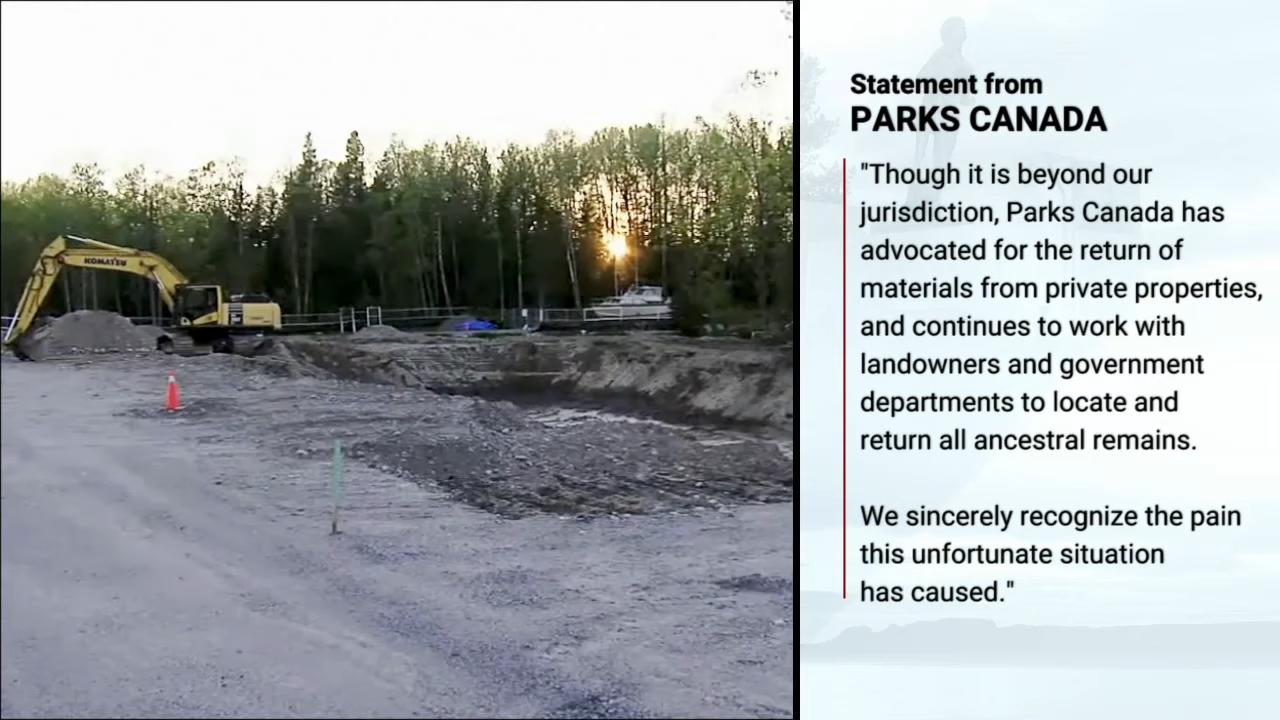 KOMATSU
Statement from
PARKS CANADA
"Though it is beyond our
jurisdiction, Parks Canada has
advocated for the return of
materials from private properties,
and continues to work with
landowners and government
departments to locate and
return all ancestral remains.
We sincerely recognize the pain
this unfortunate situation
has caused."